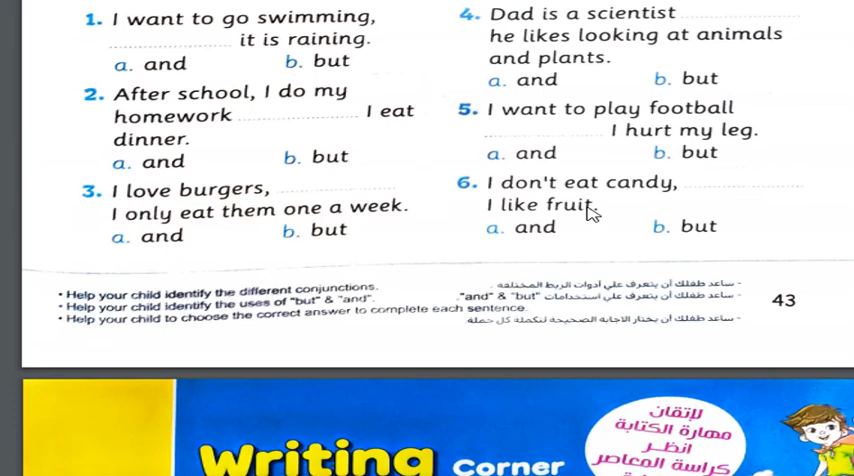 1. I want to go swimming,
.............................. it is raining.
a. and b. but
2. After school, I do my
homework .............................. I eat
dinner.
a. and b. but
3. I love burgers, ..............................
I only eat them one a week.
a. and b. but
4. Dad is a scientist ..............................
he likes looking at animals
and plants.
a. and b. but
5. I want to play football
.............................. I hurt my leg.
a. and b. but
6. I don't eat candy, ..............................
I like fruit.
a. and b. but
• Help your child identify the different conjunctions.
• Help your child identify the uses of "but" & "and".
• Help your child to choose the correct answer to complete each sentence.
- ساعد طفلك أن يتعرف علي أدوات الربط المختلفه .
- ساعد طفلك أن يتعرف علي استخدامات "but" & "and".
- ساعد طفلك أن يختار الاجابه الصحيحة لتكملة كل جملة
43
Writing Corner
لإتقان
مهارة الكتابة
انظر
كراسة المعاصر